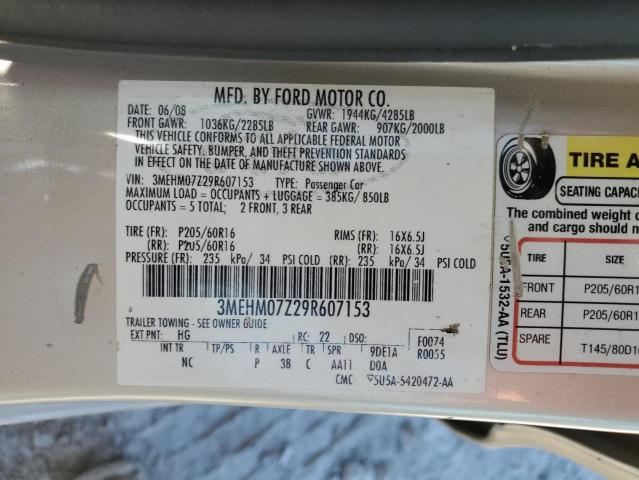 MFD. BY FORD MOTOR CO.
DATE: 06/08 GVWR: 1944KG/4285LB
FRONT GAWR: 1036KG/2285LB REAR GAWR: 907KG/2000LB
THIS VEHICLE CONFORMS TO ALL APPLICABLE FEDERAL MOTOR
VEHICLE SAFETY, BUMPER, AND THEFT PREVENTION STANDARDS
IN EFFECT ON THE DATE OF MANUFACTURE SHOWN ABOVE.
VIN: 3MEHM07Z29R607153 TYPE: Passenger Car
MAXIMUM LOAD = OCCUPANTS + LUGGAGE = 385KG/ 850LB
OCCUPANTS = 5 TOTAL; 2 FRONT, 3 REAR
TIRE (FR): P205/60R16 RIMS (FR): 16X6.5J
(RR): P205/60R16 (RR): 16X6.5J
PRESSURE (FR): 235 kPa/ 34 PSI COLD (RR): 235 kPa/ 34 PSI COLD
3MEHM07Z29R607153
TRAILER TOWING - SEE OWNER GUIDE
EXT PNT: HG RC: 22 DSO: F0074
INT TR TP/PS R AXLE TR SPR 9DE1A R0055
NC P 38 C AA11 D0A
CMC 5U5A-5420472-AA
TIRE A
SEATING CAPACI
The combined weight o
and cargo should n
TIRE SIZE
FRONT P205/60R1
REAR P205/60R1
SPARE T145/80D1
5U5A-1532-AA (TLU)